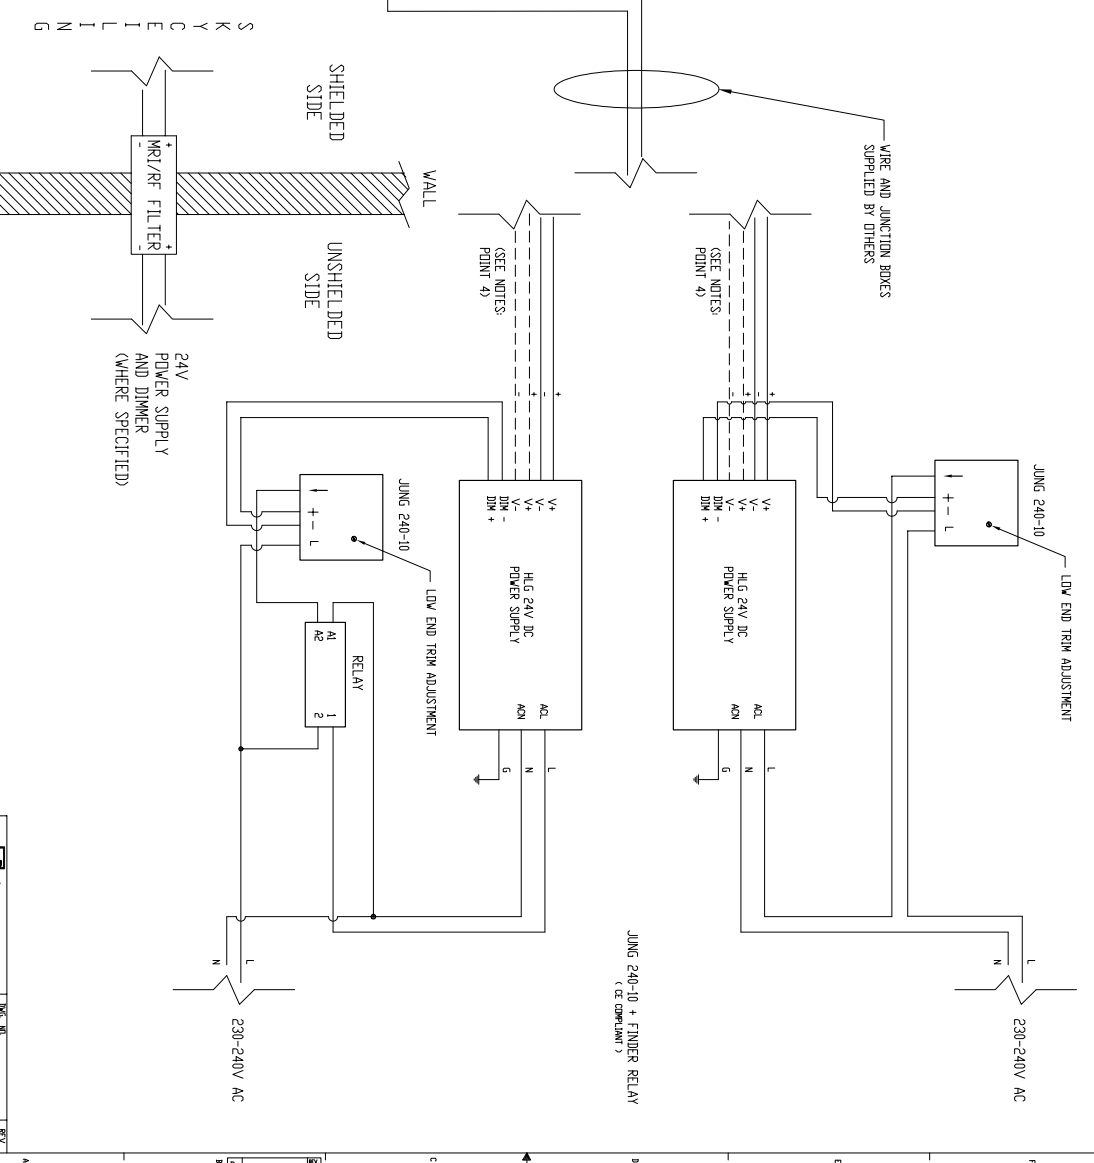 SKYCEILING
SHIELDED
SIDE
WALL
UNSHIELDED
SIDE
+
-
MRI/RF FILTER
+
-
24V
POWER SUPPLY
AND DIMMER
(WHERE SPECIFIED)
WIRE AND JUNCTION BOXES
SUPPLIED BY OTHERS
(SEE NOTES:
POINT 4)
+
-
+
-
JUNG 240-10
+
-
L
LOW END TRIM ADJUSTMENT
V+
V-
V+
V-
DIM -
DIM +
HLG 24V DC
POWER SUPPLY
ACL
ACN
L
N
G
L
N
230-240V AC
(SEE NOTES:
POINT 4)
+
-
+
-
V+
V-
V+
V-
DIM -
DIM +
HLG 24V DC
POWER SUPPLY
ACL
ACN
L
N
G
JUNG 240-10
+
-
L
LOW END TRIM ADJUSTMENT
RELAY
A1
A2
1
2
L
N
230-240V AC
JUNG 240-10 + FINDER RELAY
( CE COMPLIANT )
DWG. NO.
REV
A
B
C
D
E
F